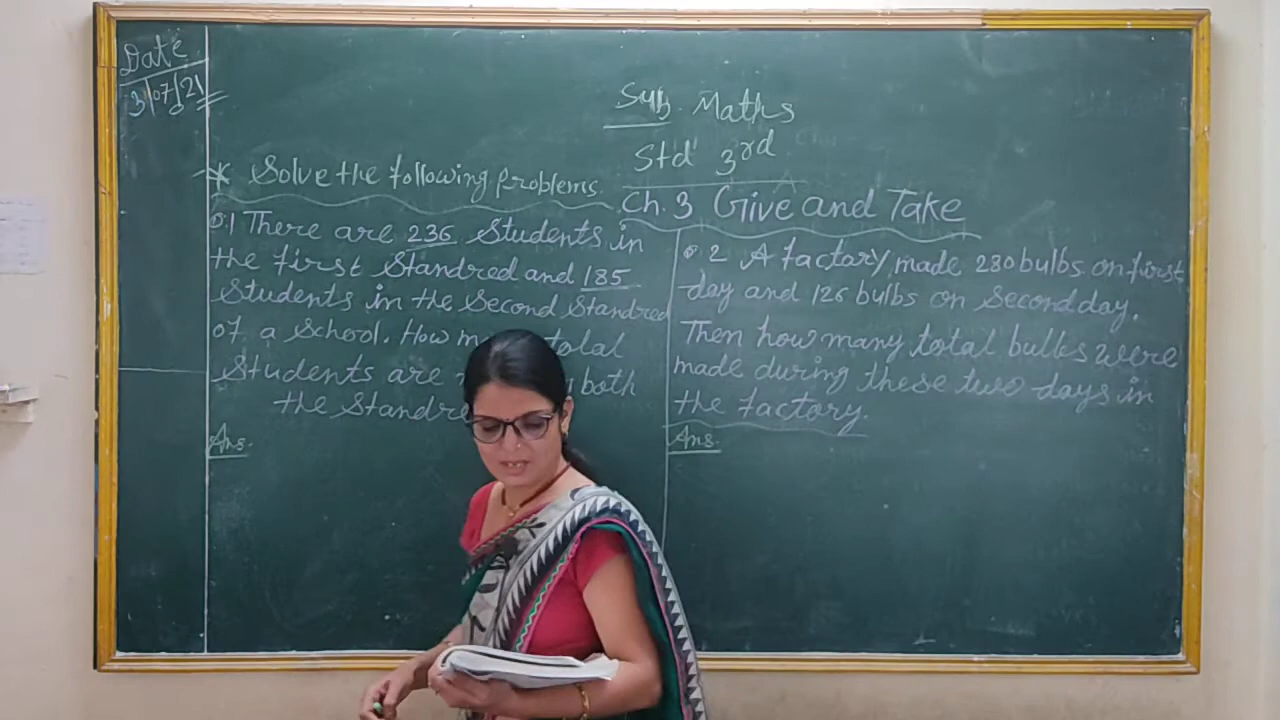 Date
3/07/21
Sub. Maths
Std 3rd
Ch. 3 Give and Take
* Solve the following problems.
Q.1 There are 236 Students in
the first Standred and 185
Students in the Second Standred
of a School. How total
Students are both
the
Ans.
Q.2 A factory made 280 bulbs on first
day and 126 bulbs on Second day.
Then how many total bulbs were
made during these two days in
the factory.
Ans.